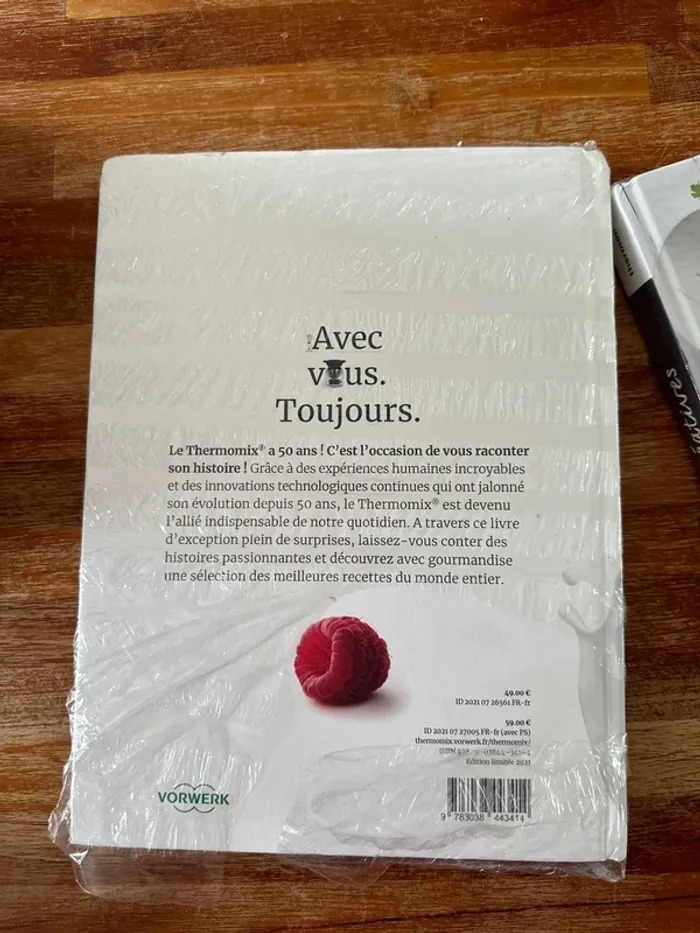 Avec
vous.
Toujours.
Le Thermomix® a 50 ans ! C'est l'occasion de vous raconter
son histoire ! Grâce à des expériences humaines incroyables
et des innovations technologiques continues qui ont jalonné
son évolution depuis 50 ans, le Thermomix® est devenu
l'allié indispensable de notre quotidien. A travers ce livre
d'exception plein de surprises, laissez-vous conter des
histoires passionnantes et découvrez avec gourmandise
une sélection des meilleures recettes du monde entier.
49.00 €
ID 2021 07 26561 FR-fr
59.00 €
ID 2021 07 27005 FR-fr (avec PS)
thermomix.vorwerk.fr/thermomix/
ISBN
Edition limitée 2021
VORWERK
9 783038 443414